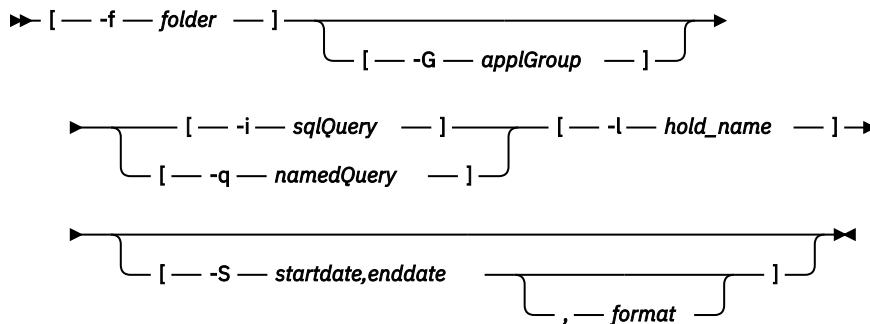 [ -f folder ]
[ -G applGroup ]
[ -i sqlQuery ] [ -l hold_name ]
[ -q namedQuery ]
[ -S startdate,enddate ]
, format